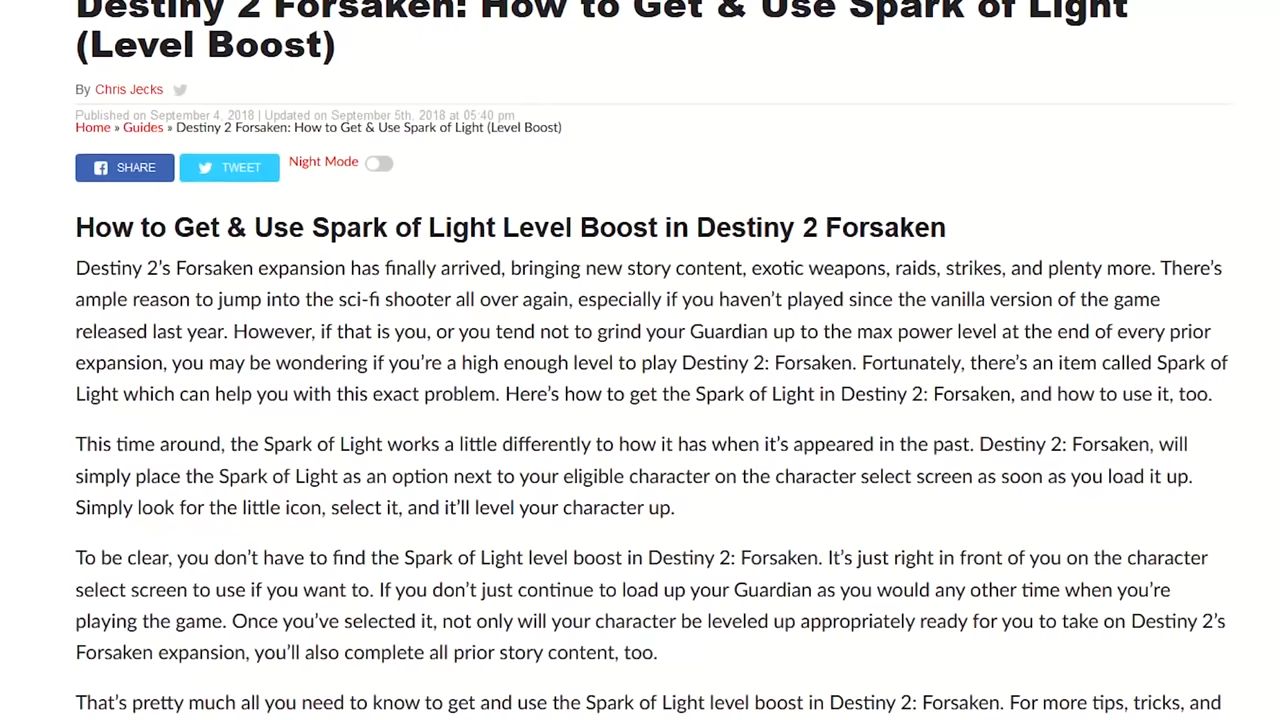 Destiny 2 Forsaken: How to Get & Use Spark of Light
(Level Boost)
By Chris Jecks
Published on September 4, 2018 | Updated on September 5th, 2018 at 05:40 pm
Home » Guides » Destiny 2 Forsaken: How to Get & Use Spark of Light (Level Boost)
SHARE TWEET Night Mode
How to Get & Use Spark of Light Level Boost in Destiny 2 Forsaken
Destiny 2’s Forsaken expansion has finally arrived, bringing new story content, exotic weapons, raids, strikes, and plenty more. There’s
ample reason to jump into the sci-fi shooter all over again, especially if you haven’t played since the vanilla version of the game
released last year. However, if that is you, or you tend not to grind your Guardian up to the max power level at the end of every prior
expansion, you may be wondering if you’re a high enough level to play Destiny 2: Forsaken. Fortunately, there’s an item called Spark of
Light which can help you with this exact problem. Here’s how to get the Spark of Light in Destiny 2: Forsaken, and how to use it, too.
This time around, the Spark of Light works a little differently to how it has when it’s appeared in the past. Destiny 2: Forsaken, will
simply place the Spark of Light as an option next to your eligible character on the character select screen as soon as you load it up.
Simply look for the little icon, select it, and it’ll level your character up.
To be clear, you don’t have to find the Spark of Light level boost in Destiny 2: Forsaken. It’s just right in front of you on the character
select screen to use if you want to. If you don’t just continue to load up your Guardian as you would any other time when you’re
playing the game. Once you’ve selected it, not only will your character be leveled up appropriately ready for you to take on Destiny 2’s
Forsaken expansion, you’ll also complete all prior story content, too.
That’s pretty much all you need to know to get and use the Spark of Light level boost in Destiny 2: Forsaken. For more tips, tricks, and